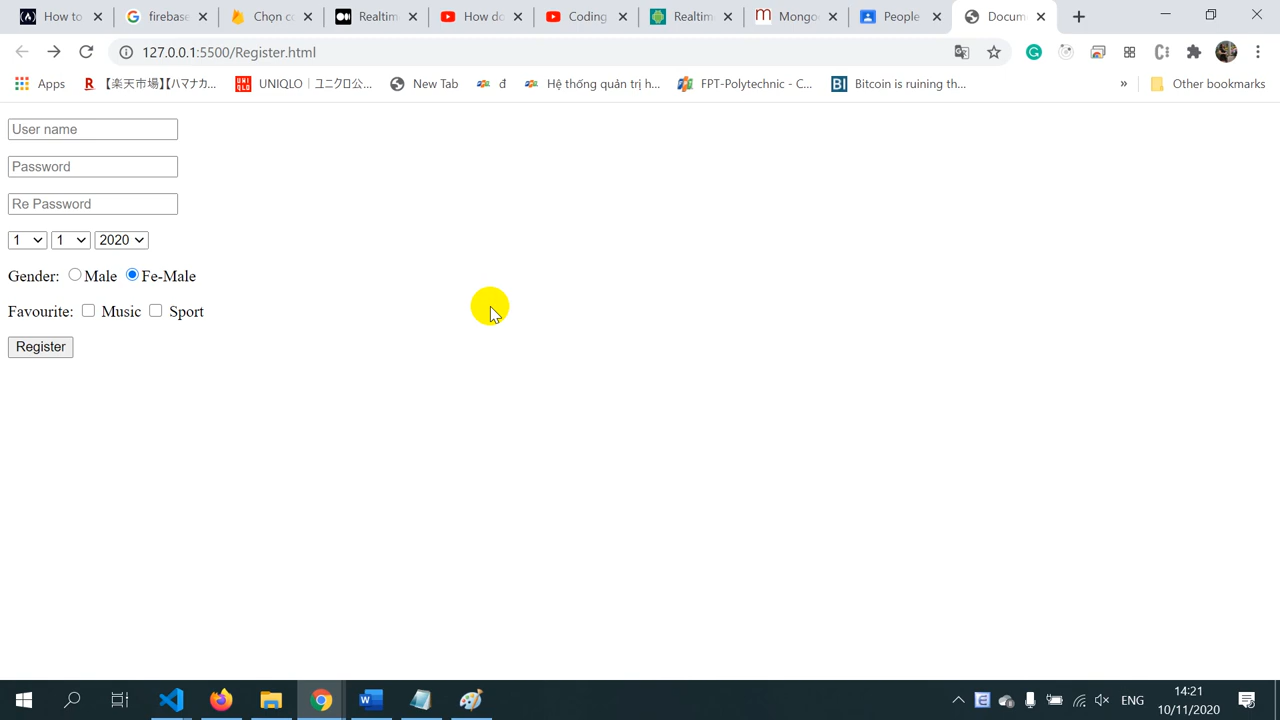 How to
firebase
Chọn c
Realtim
How do
Coding
Realtim
Mongo
People
Docum
127.0.0.1:5500/Register.html
Apps
【楽天市場】【ハマナカ...
UNIQLO｜ユニクロ公...
New Tab
đ
Hệ thống quản trị h...
FPT-Polytechnic - C...
Bitcoin is ruining th...
»
Other bookmarks
User name
Password
Re Password
1 1 2020
Gender: Male Fe-Male
Favourite: Music Sport
Register
ENG
14:21
10/11/2020